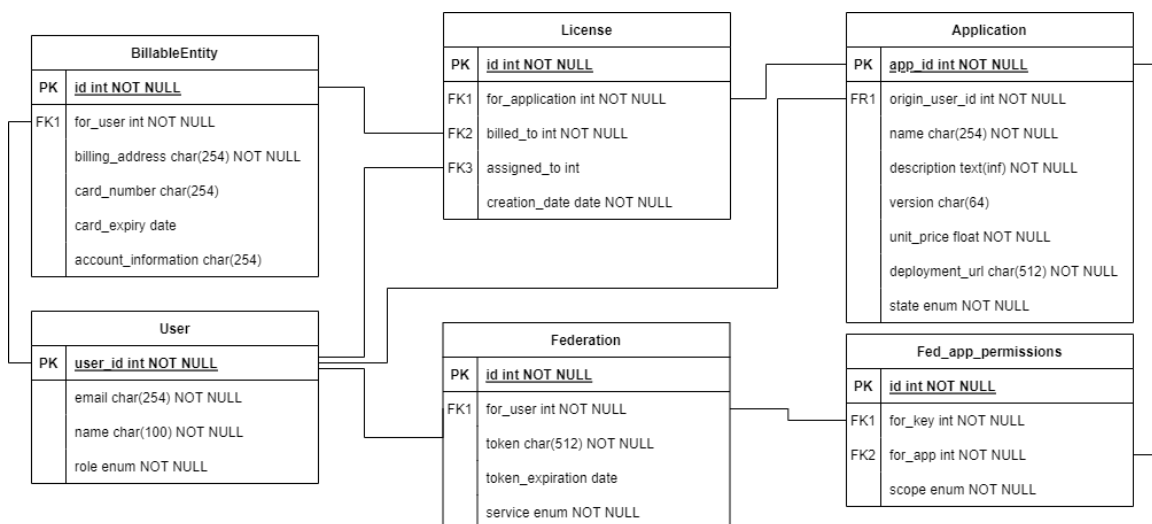 BillableEntity
PK id int NOT NULL
FK1 for_user int NOT NULL
billing_address char(254) NOT NULL
card_number char(254)
card_expiry date
account_information char(254)
License
PK id int NOT NULL
FK1 for_application int NOT NULL
FK2 billed_to int NOT NULL
FK3 assigned_to int
creation_date date NOT NULL
Application
PK app_id int NOT NULL
FR1 origin_user_id int NOT NULL
name char(254) NOT NULL
description text(inf) NOT NULL
version char(64)
unit_price float NOT NULL
deployment_url char(512) NOT NULL
state enum NOT NULL
User
PK user_id int NOT NULL
email char(254) NOT NULL
name char(100) NOT NULL
role enum NOT NULL
Federation
PK id int NOT NULL
FK1 for_user int NOT NULL
token char(512) NOT NULL
token_expiration date
service enum NOT NULL
Fed_app_permissions
PK id int NOT NULL
FK1 for_key int NOT NULL
FK2 for_app int NOT NULL
scope enum NOT NULL